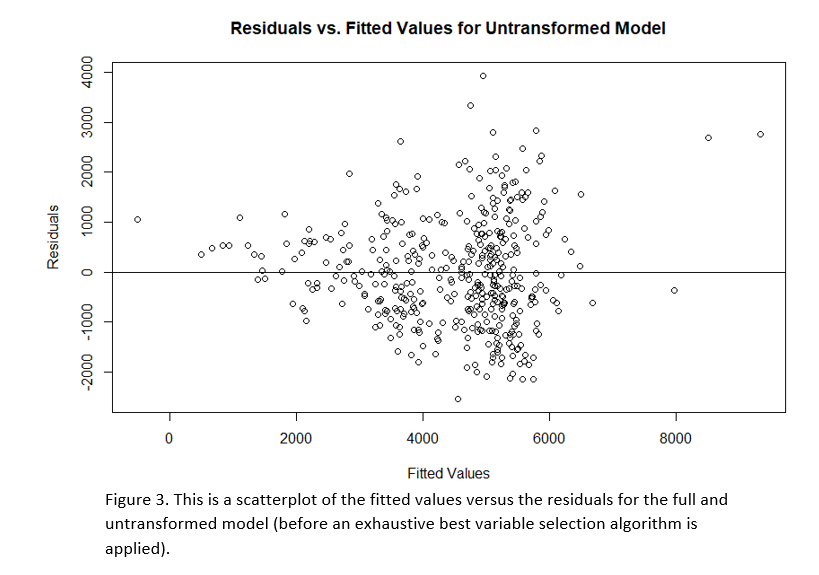 Residuals vs. Fitted Values for Untransformed Model
Residuals
4000
3000
2000
1000
0
-1000
-2000
0 2000 4000 6000 8000
Fitted Values
Figure 3. This is a scatterplot of the fitted values versus the residuals for the full and
untransformed model (before an exhaustive best variable selection algorithm is
applied).